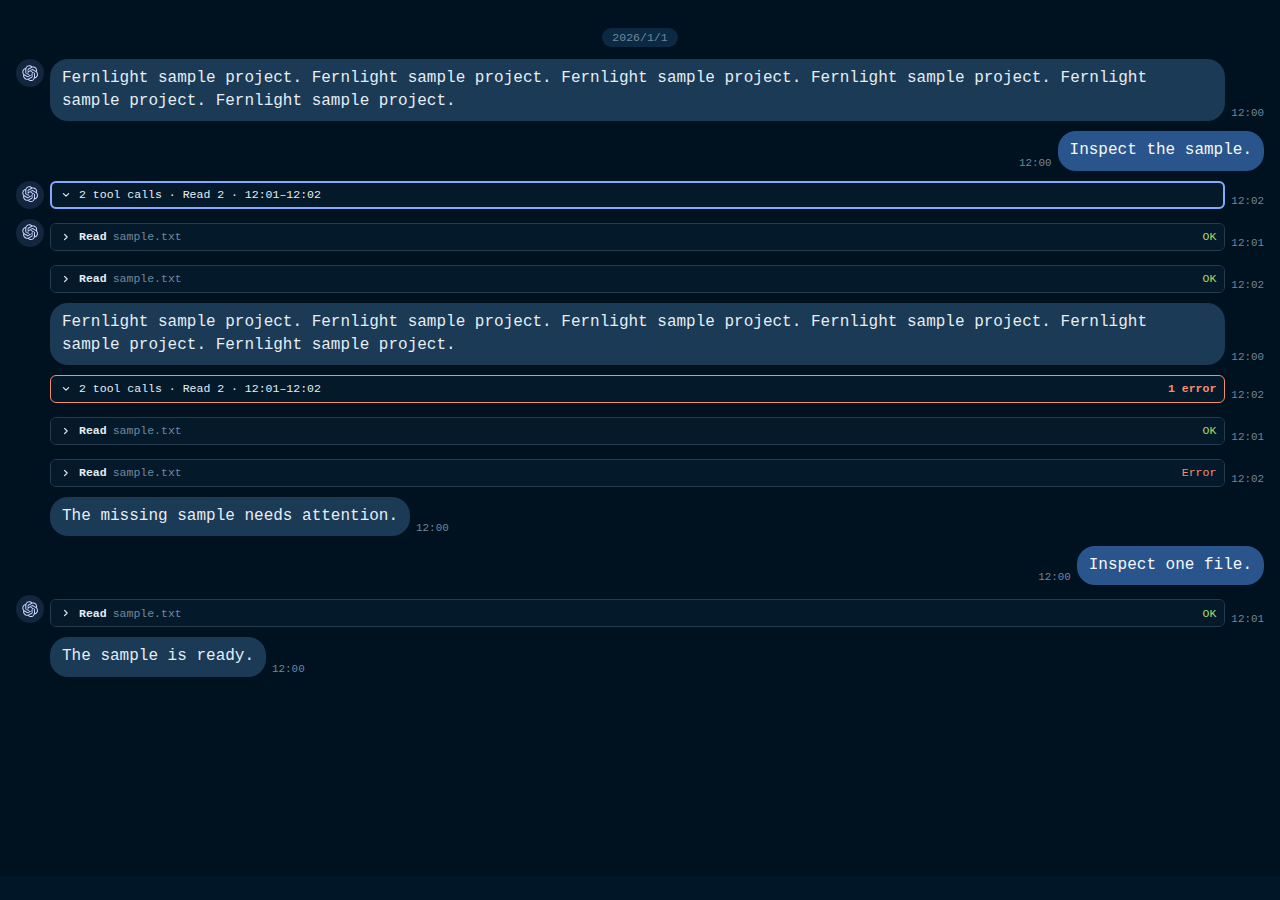 2026/1/1
Fernlight sample project. Fernlight sample project. Fernlight sample project. Fernlight sample project. Fernlight
sample project. Fernlight sample project.
12:00
Inspect the sample.
12:00
2 tool calls · Read 2 · 12:01–12:02
12:02
Read sample.txt OK
12:01
Read sample.txt OK
12:02
Fernlight sample project. Fernlight sample project. Fernlight sample project. Fernlight sample project. Fernlight
sample project. Fernlight sample project.
12:00
2 tool calls · Read 2 · 12:01–12:02 1 error
12:02
Read sample.txt OK
12:01
Read sample.txt Error
12:02
The missing sample needs attention.
12:00
Inspect one file.
12:00
Read sample.txt OK
12:01
The sample is ready.
12:00